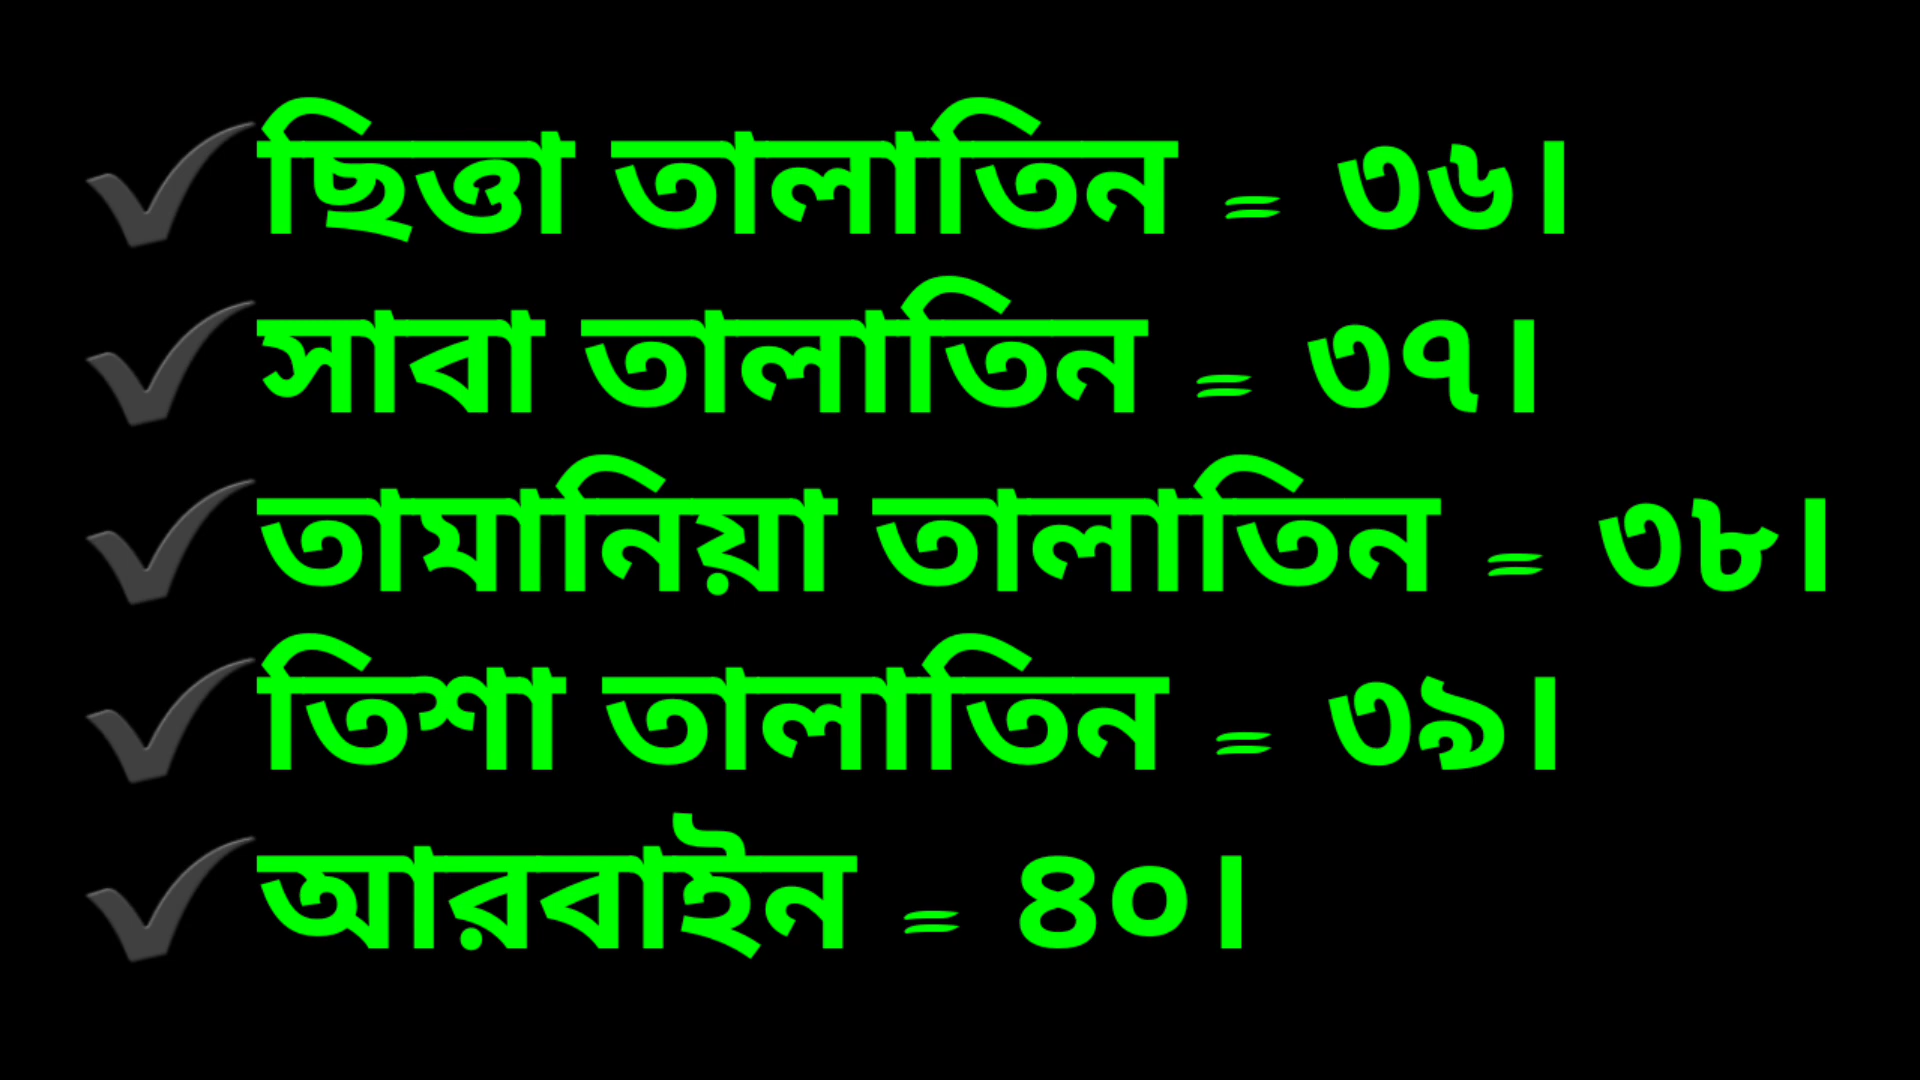 ✔ছিত্তা তালাতিন = ৩৬।
✔সাবা তালাতিন = ৩৭।
✔তামানিয়া তালাতিন = ৩৮।
✔তিশা তালাতিন = ৩৯।
✔আরবাইন = ৪০।